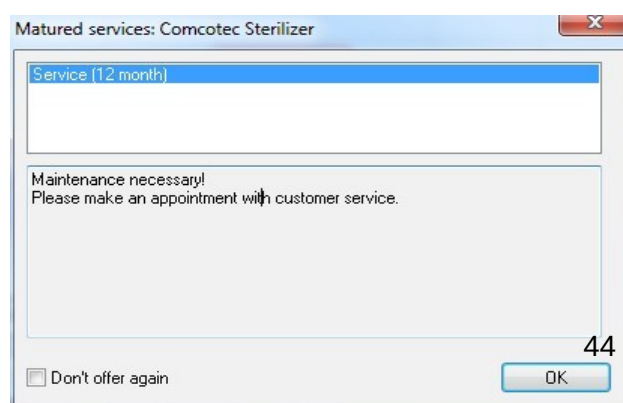 Matured services: Comcotec Sterilizer
Service (12 month)
Maintenance necessary!
Please make an appointment with customer service.
44
Don't offer again
OK